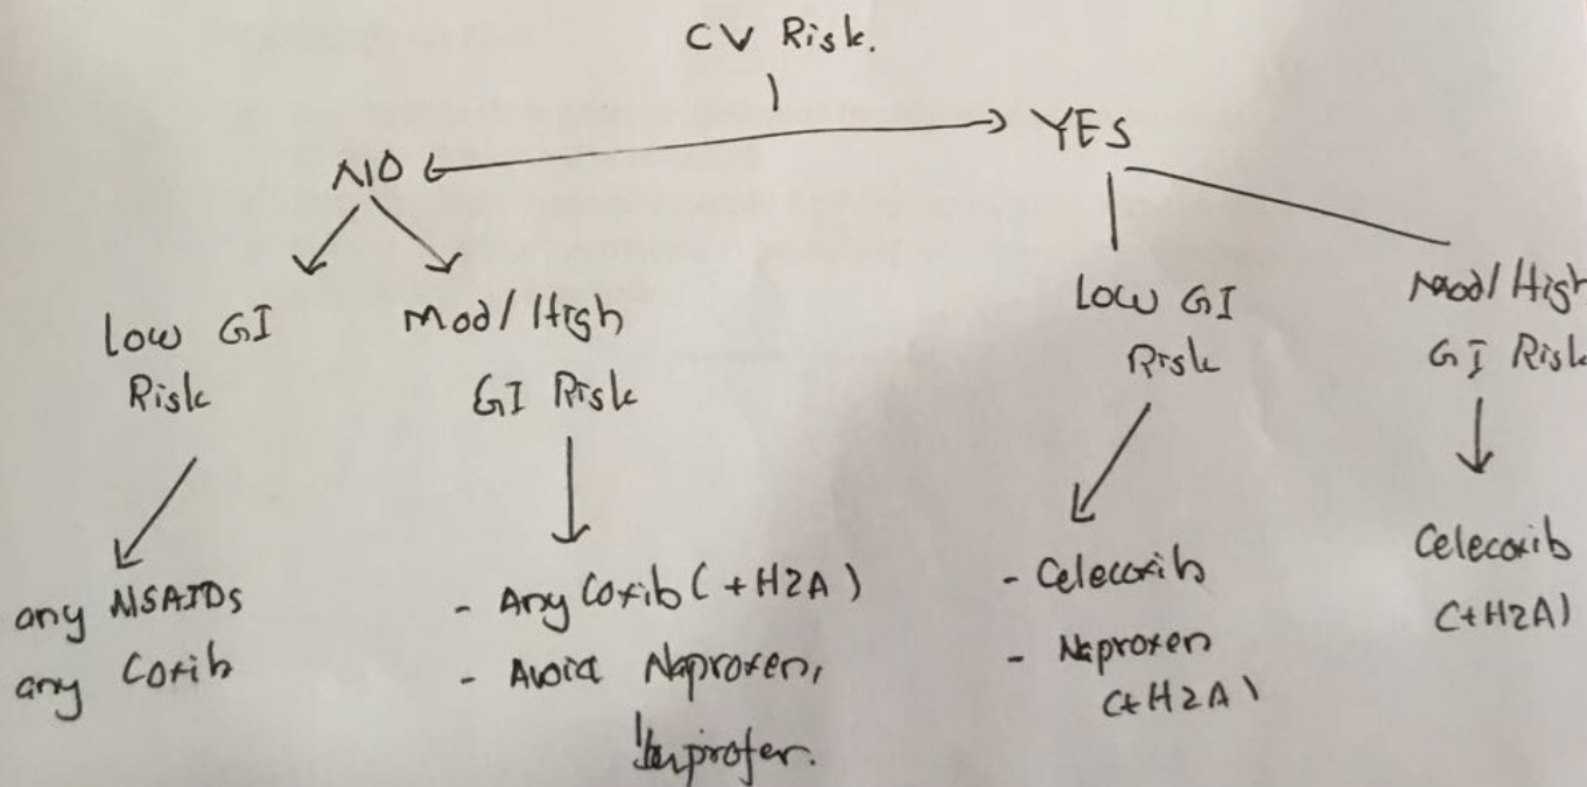 CV Risk.
NO
YES
Low GI
Risk
Mod/High
GI Risk
Low GI
Risk
Mod/High
GI Risk
any NSAIDs
any Coxib
- Any Coxib (+H2A)
- Avoid Naproxen,
- Celecoxib
- Naproxen
(+H2A)
Celecoxib
(+H2A)